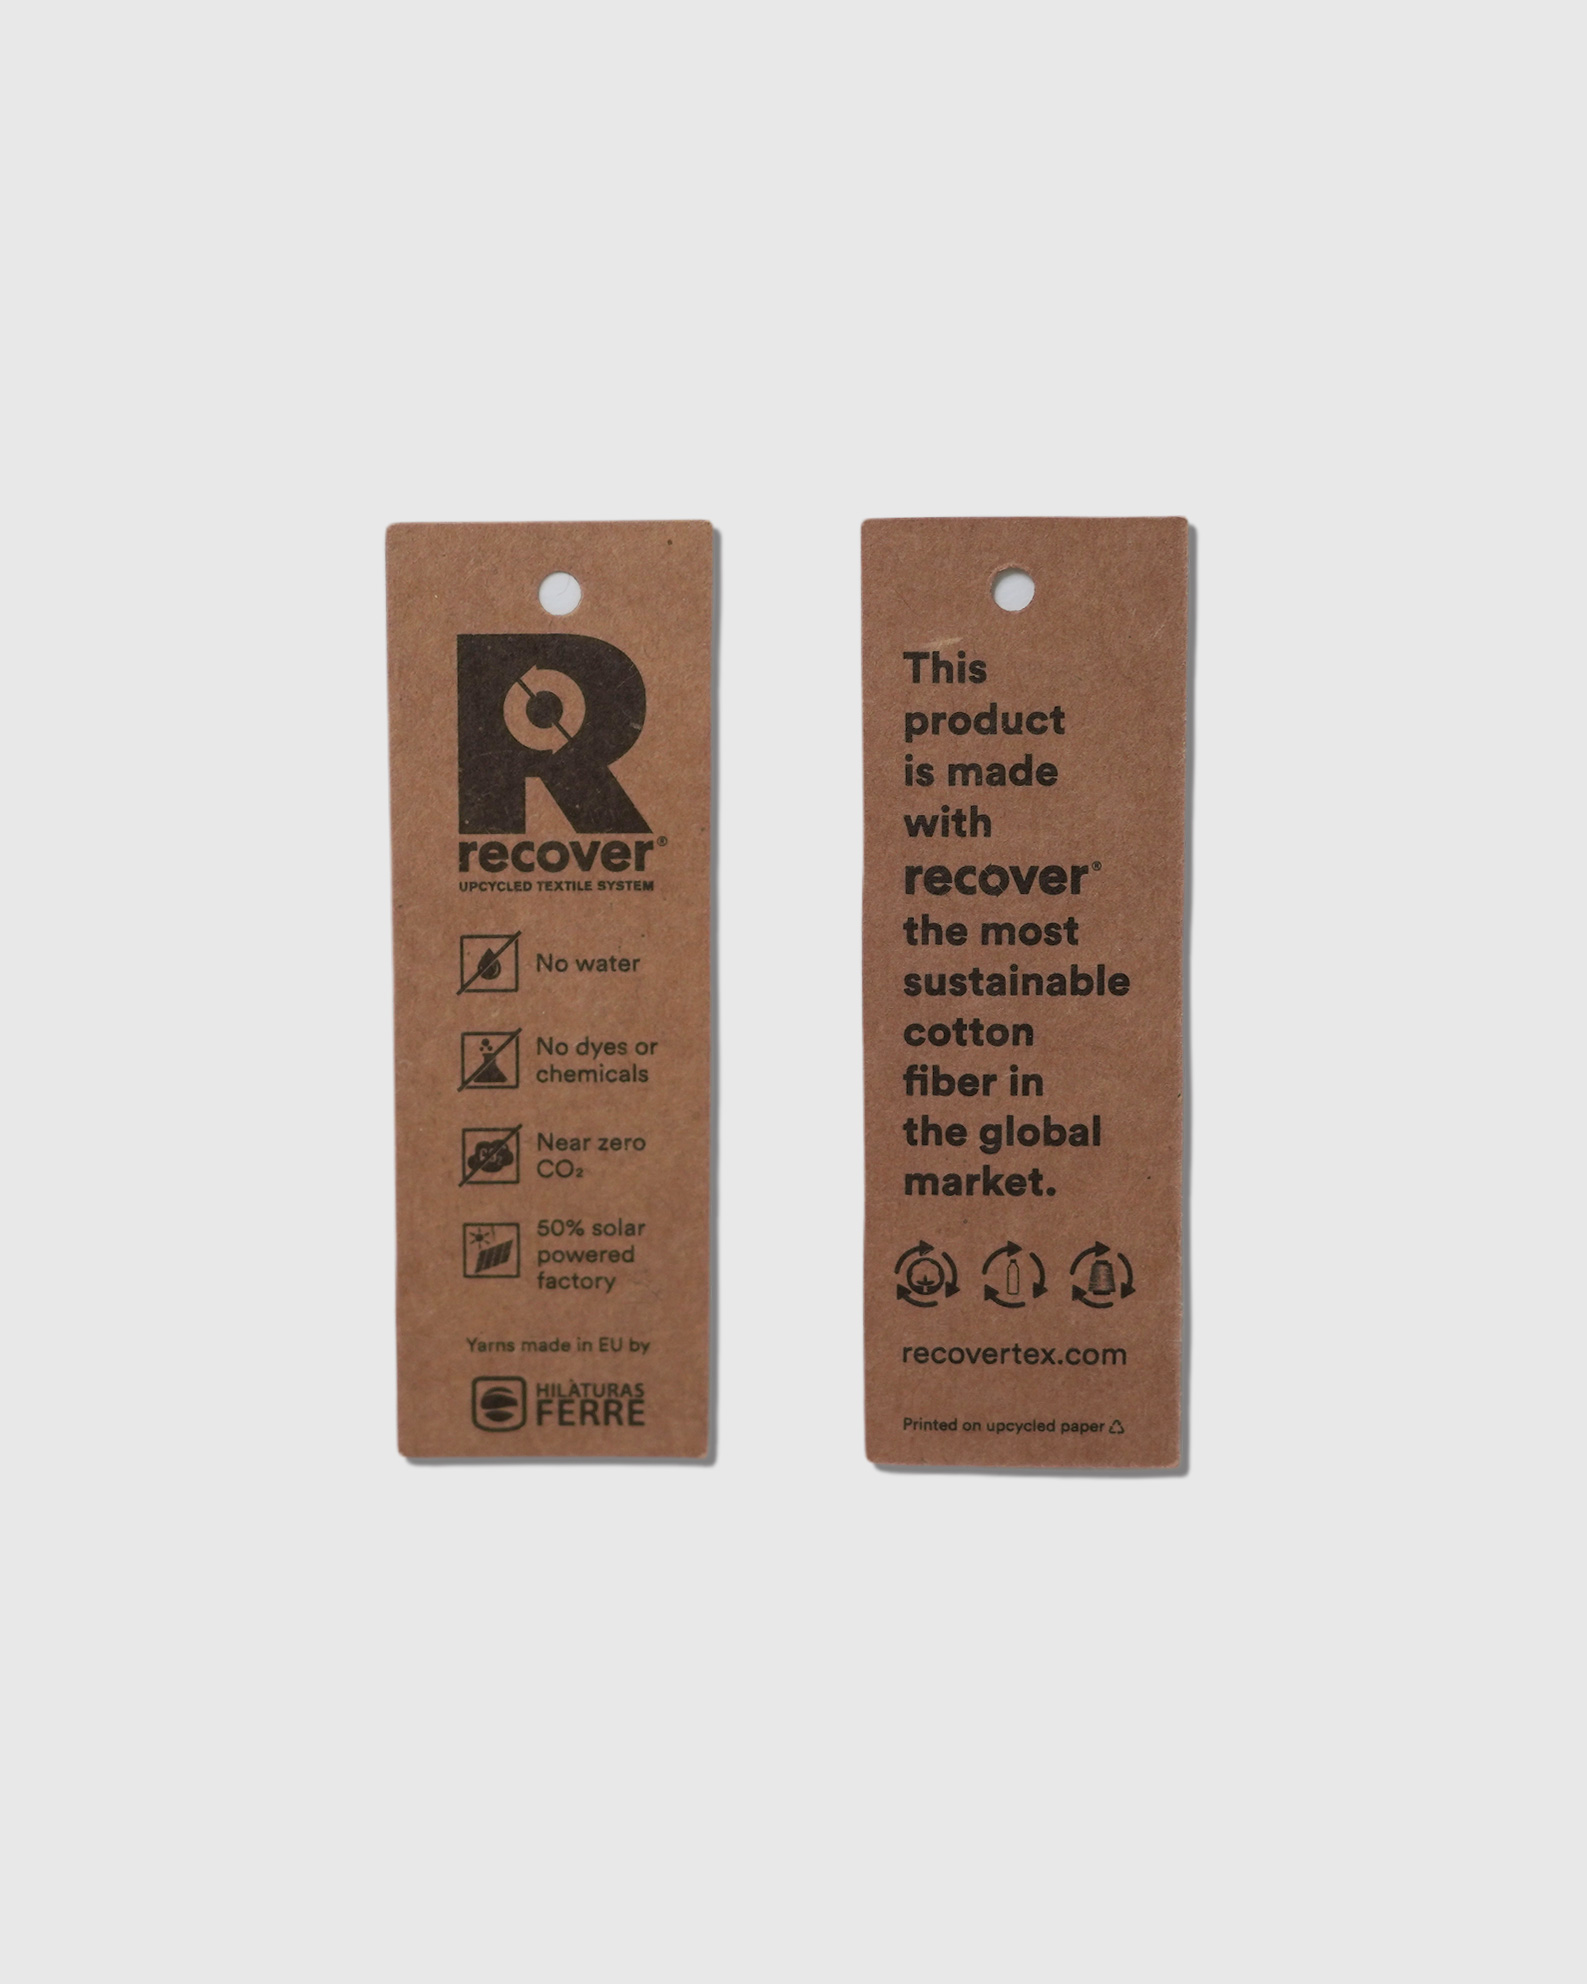 R
recover®
UPCYCLED TEXTILE SYSTEM
No water
No dyes or
chemicals
CO₂
Near zero
CO₂
50% solar
powered
factory
Yarns made in EU by
HILATURAS
FERRE
This
product
is made
with
recover®
the most
sustainable
cotton
fiber in
the global
market.
recovertex.com
Printed on upcycled paper